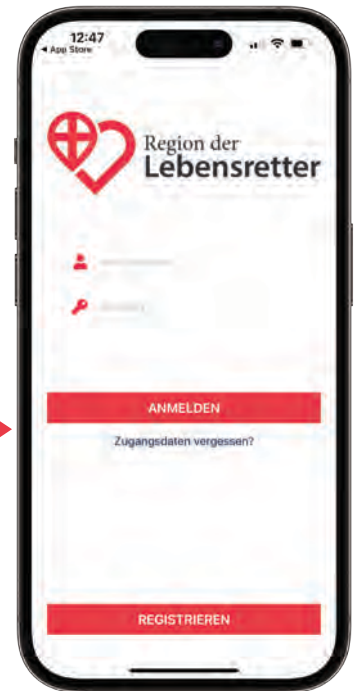 12:47
◀ App Store
Region der
Lebensretter
ANMELDEN
Zugangsdaten vergessen?
REGISTRIEREN